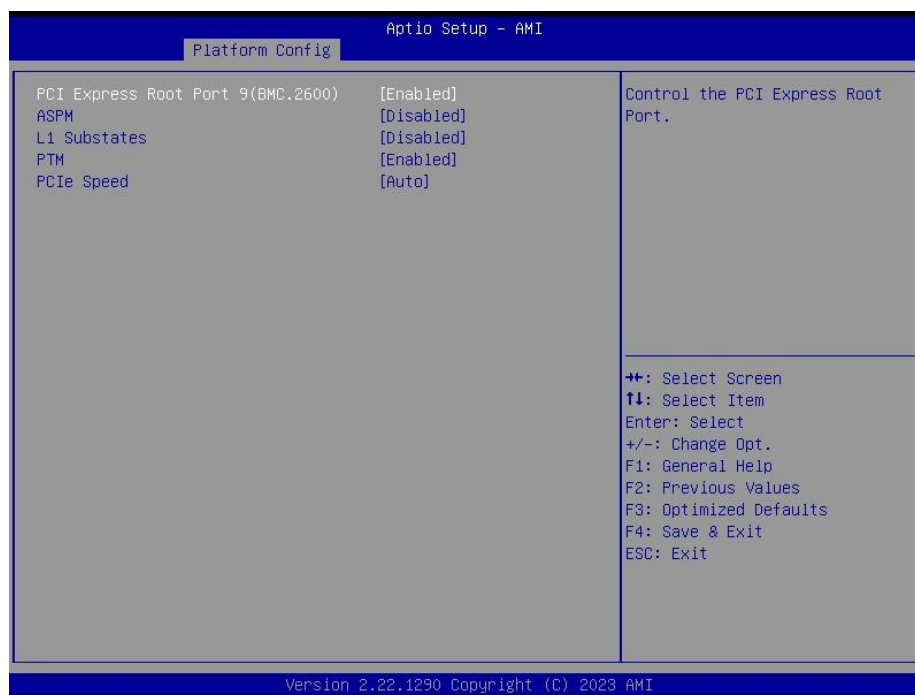 Aptio Setup - AMI
Platform Config
PCI Express Root Port 9(BMC.2600) [Enabled]
ASPM [Disabled]
L1 Substates [Disabled]
PTM [Enabled]
PCIe Speed [Auto]
Control the PCI Express Root
Port.
→←: Select Screen
↑↓: Select Item
Enter: Select
+/-: Change Opt.
F1: General Help
F2: Previous Values
F3: Optimized Defaults
F4: Save & Exit
ESC: Exit
Version 2.22.1290 Copyright (C) 2023 AMI